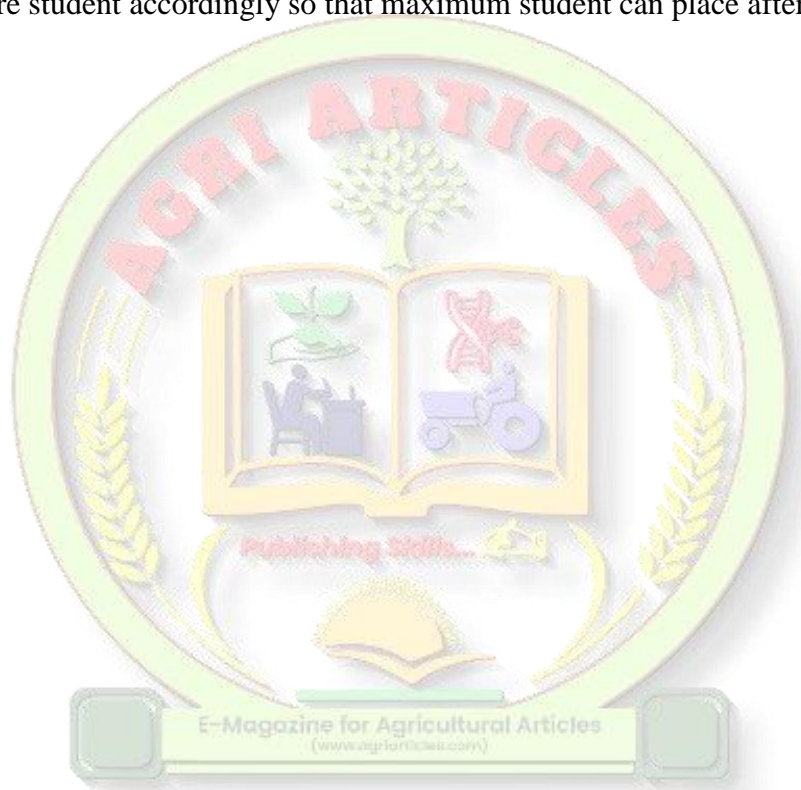 re student accordingly so that maximum student can place after
AGRI ARTICLES
Publishing Skills...
E-Magazine for Agricultural Articles
(www.agriarticles.com)